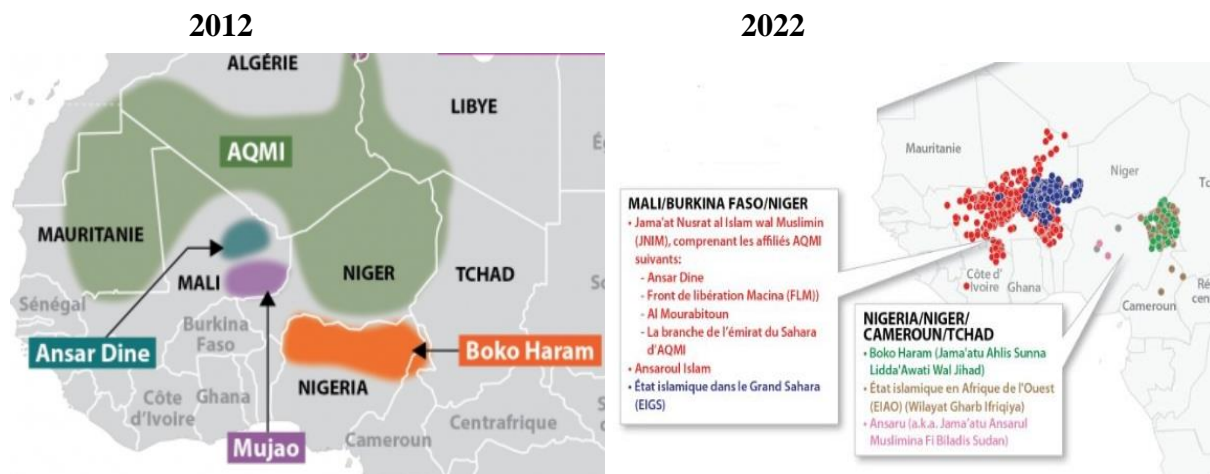 2012
2022
ALGÉRIE
LIBYE
AQMI
MAURITANIE
MALI
NIGER
TCHAD
Sénégal
Burkina
Faso
Ansar Dine
Boko Haram
NIGERIA
Côte
d'Ivoire
Ghana
Mujao
Cameroun
Centrafrique
Mauritanie
Niger
Côte d'
Ivoire
Ghana
Cameroun
MALI/BURKINA FASO/NIGER
• Jama'at Nusrat al Islam wal Muslimin
(JNIM), comprenant les affiliés AQMI
suivants:
- Ansar Dine
- Front de libération Macina (FLM))
- Al Mourabitoun
- La branche de l'émirat du Sahara
d'AQMI
• Ansaroul Islam
• État islamique dans le Grand Sahara
(EIGS)
NIGERIA/NIGER/
CAMEROUN/TCHAD
• Boko Haram (Jama'atu Ahlis Sunna
Lidda'Awati Wal Jihad)
• État islamique en Afrique de l'Ouest
(EIAO) (Wilayat Gharb Ifriqiya)
• Ansaru (a.k.a. Jama'atu Ansarul
Muslimina Fi Biladis Sudan)